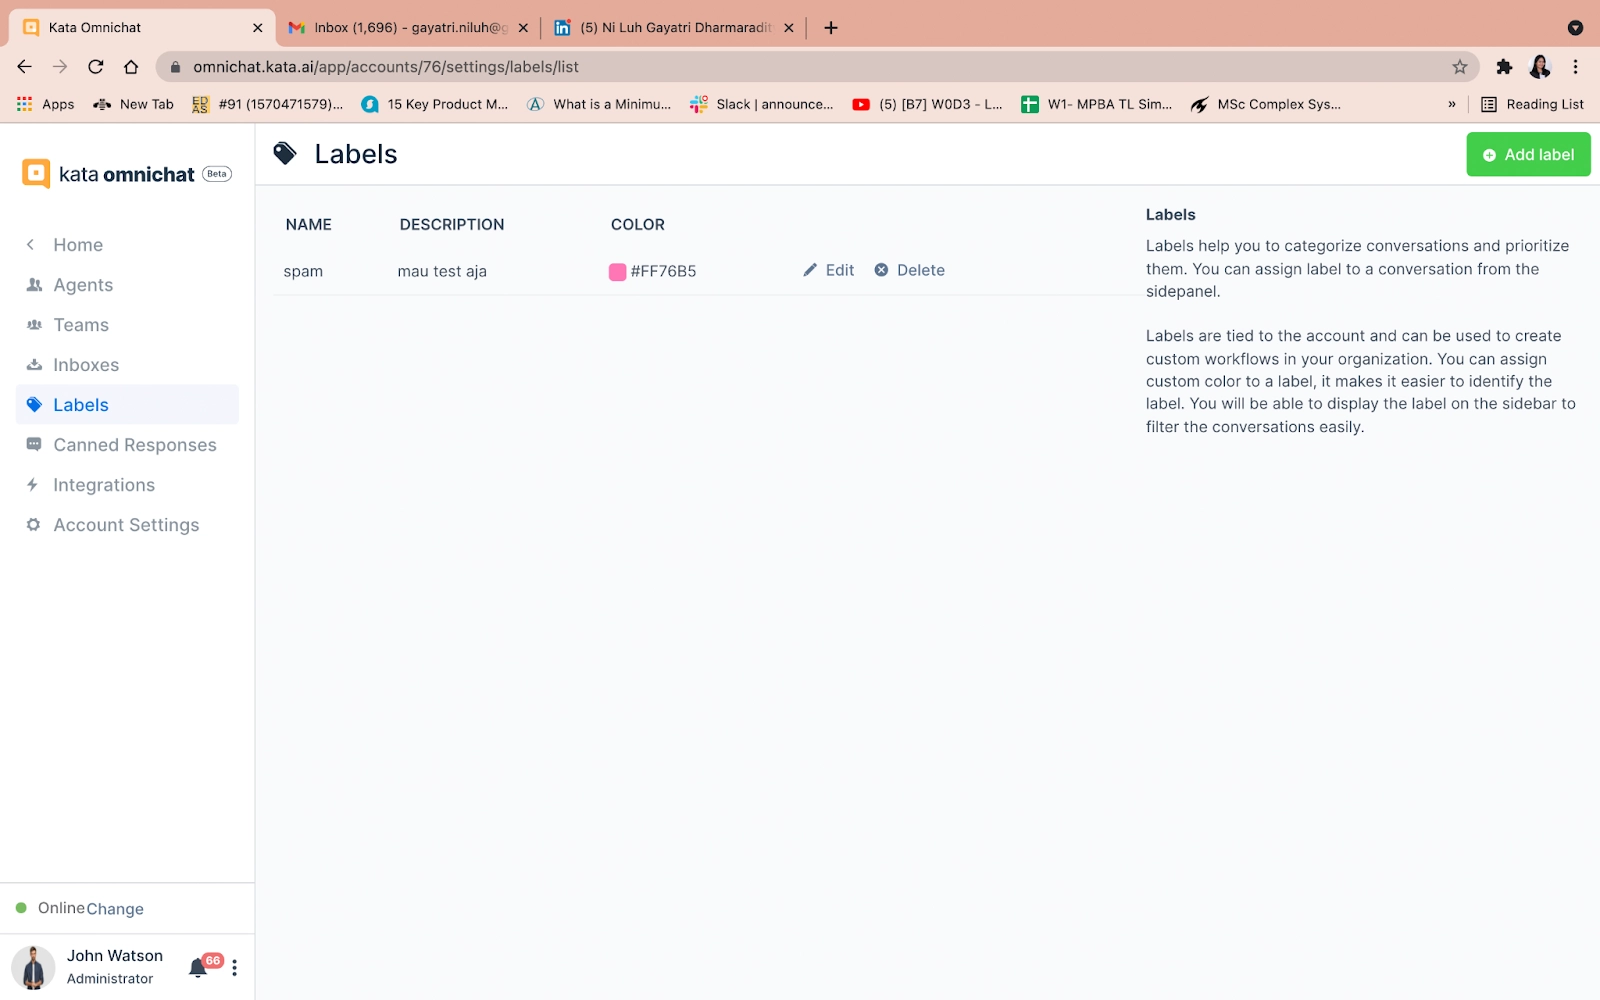 Kata Omnichat
Inbox (1,696) - gayatri.niluh@g
(5) Ni Luh Gayatri Dharmaradit
omnichat.kata.ai/app/accounts/76/settings/labels/list
Apps
New Tab
EDAS
#91 (1570471579)...
15 Key Product M...
What is a Minimu...
Slack | announce...
(5) [B7] W0D3 - L...
W1- MPBA TL Sim...
MSc Complex Sys...
»
Reading List
kata omnichat Beta
Labels
Add label
Home
Agents
Teams
Inboxes
Labels
Canned Responses
Integrations
Account Settings
NAME DESCRIPTION COLOR
spam mau test aja #FF76B5 Edit Delete
Labels
Labels help you to categorize conversations and prioritize
them. You can assign label to a conversation from the
sidepanel.
Labels are tied to the account and can be used to create
custom workflows in your organization. You can assign
custom color to a label, it makes it easier to identify the
label. You will be able to display the label on the sidebar to
filter the conversations easily.
Online Change
John Watson
Administrator
66